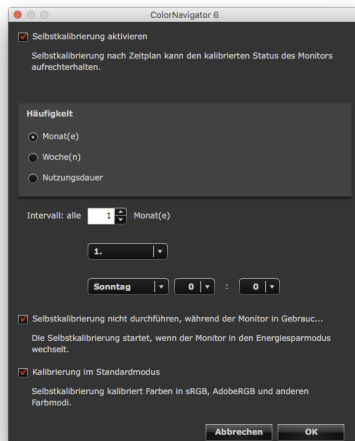 ColorNavigator 6
Selbstkalibrierung aktivieren
Selbstkalibrierung nach Zeitplan kann den kalibrierten Status des Monitors
aufrechterhalten.
Häufigkeit
Monat(e)
Woche(n)
Nutzungsdauer
Intervall: alle 1 Monat(e)
1.
Sonntag 0 : 0
Selbstkalibrierung nicht durchführen, während der Monitor in Gebrauc...
Die Selbstkalibrierung startet, wenn der Monitor in den Energiesparmodus
wechselt.
Kalibrierung im Standardmodus
Selbstkalibrierung kalibriert Farben in sRGB, AdobeRGB und anderen
Farbmodi.
Abbrechen OK